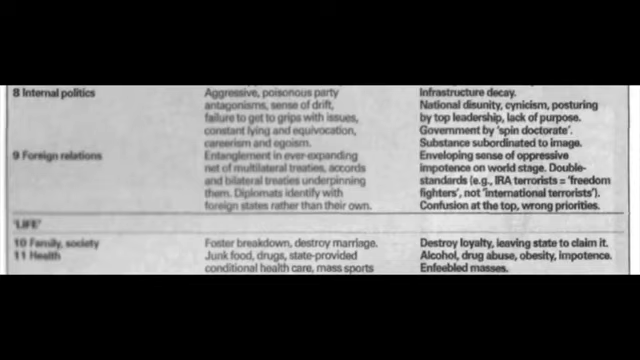 Infrastructure decay.
8 Internal politics Aggressive, poisonous party National disunity, cynicism, posturing
antagonisms, sense of drift, by top leadership, lack of purpose.
failure to get to grips with issues, Government by 'spin doctorate'.
constant lying and equivocation, Substance subordinated to image.
careerism and egoism.
9 Foreign relations Entanglement in ever-expanding Enveloping sense of oppressive
net of multilateral treaties, accords impotence on world stage. Double-
and bilateral treaties underpinning standards (e.g., IRA terrorists = 'freedom
them. Diplomats identify with fighters', not 'international terrorists').
foreign states rather than their own. Confusion at the top, wrong priorities.
'LIFE'
10 Family, society Foster breakdown, destroy marriage. Destroy loyalty, leaving state to claim it.
11 Health Junk food, drugs, state-provided Alcohol, drug abuse, obesity, impotence.
conditional health care, mass sports Enfeebled masses.